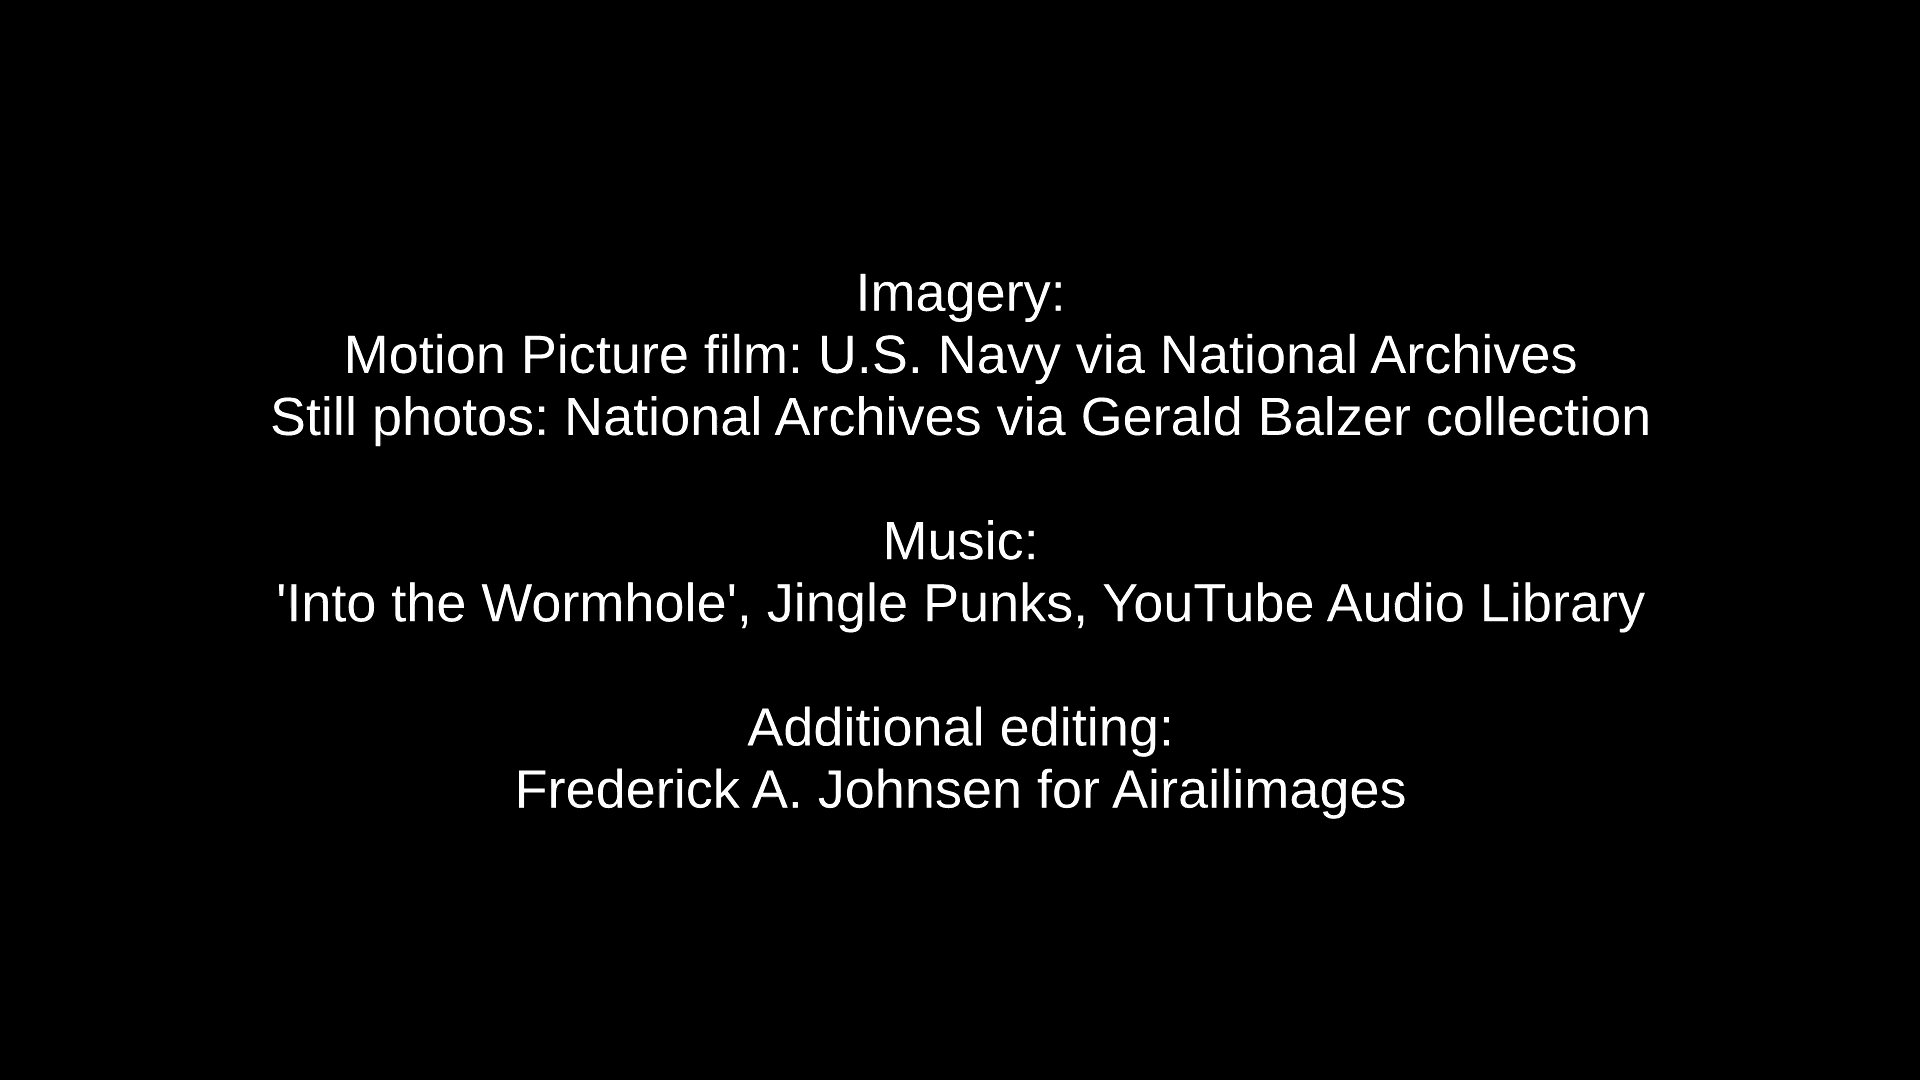 Imagery:
Motion Picture film: U.S. Navy via National Archives
Still photos: National Archives via Gerald Balzer collection
Music:
'Into the Wormhole', Jingle Punks, YouTube Audio Library
Additional editing:
Frederick A. Johnsen for Airailimages